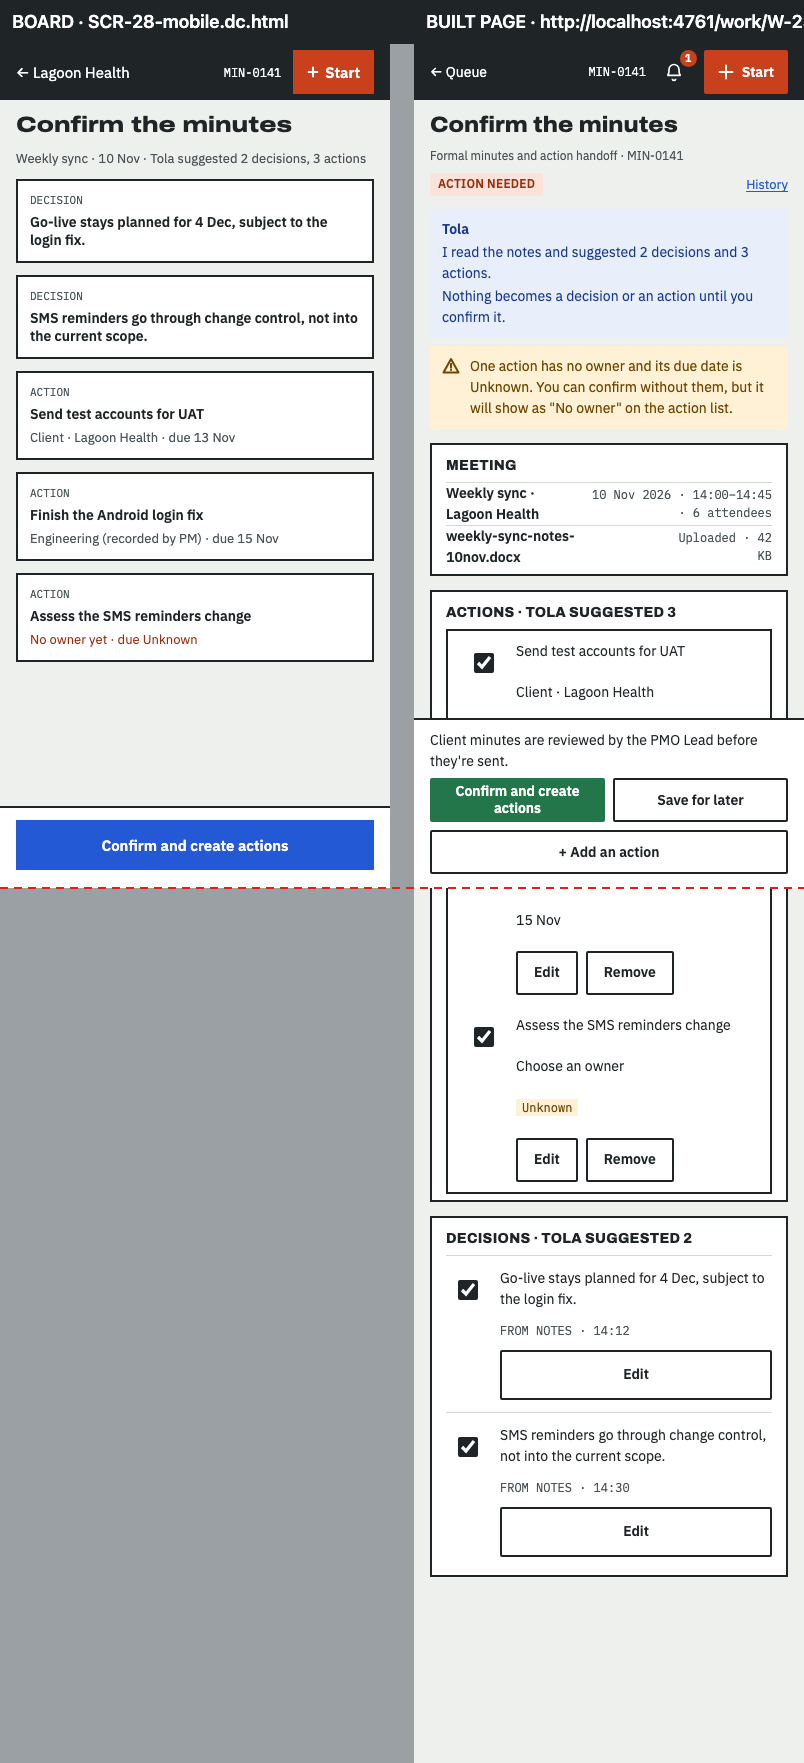 BOARD · SCR-28-mobile.dc.html
← Lagoon Health
MIN-0141
+ Start
Confirm the minutes
Weekly sync · 10 Nov · Tola suggested 2 decisions, 3 actions
DECISION
Go-live stays planned for 4 Dec, subject to the
login fix.
DECISION
SMS reminders go through change control, not into
the current scope.
ACTION
Send test accounts for UAT
Client · Lagoon Health · due 13 Nov
ACTION
Finish the Android login fix
Engineering (recorded by PM) · due 15 Nov
ACTION
Assess the SMS reminders change
No owner yet · due Unknown
Confirm and create actions
BUILT PAGE · http://localhost:4761/work/W-2
← Queue
MIN-0141
1
+ Start
Confirm the minutes
Formal minutes and action handoff · MIN-0141
ACTION NEEDED
History
Tola
I read the notes and suggested 2 decisions and 3
actions.
Nothing becomes a decision or an action until you
confirm it.
One action has no owner and its due date is
Unknown. You can confirm without them, but it
will show as "No owner" on the action list.
MEETING
Weekly sync ·
Lagoon Health
10 Nov 2026 · 14:00–14:45
· 6 attendees
weekly-sync-notes-
10nov.docx
Uploaded · 42
KB
ACTIONS · TOLA SUGGESTED 3
Send test accounts for UAT
Client · Lagoon Health
Client minutes are reviewed by the PMO Lead before
they're sent.
Confirm and create
actions
Save for later
+ Add an action
15 Nov
Edit
Remove
Assess the SMS reminders change
Choose an owner
Unknown
Edit
Remove
DECISIONS · TOLA SUGGESTED 2
Go-live stays planned for 4 Dec, subject to
the login fix.
FROM NOTES · 14:12
Edit
SMS reminders go through change control,
not into the current scope.
FROM NOTES · 14:30
Edit